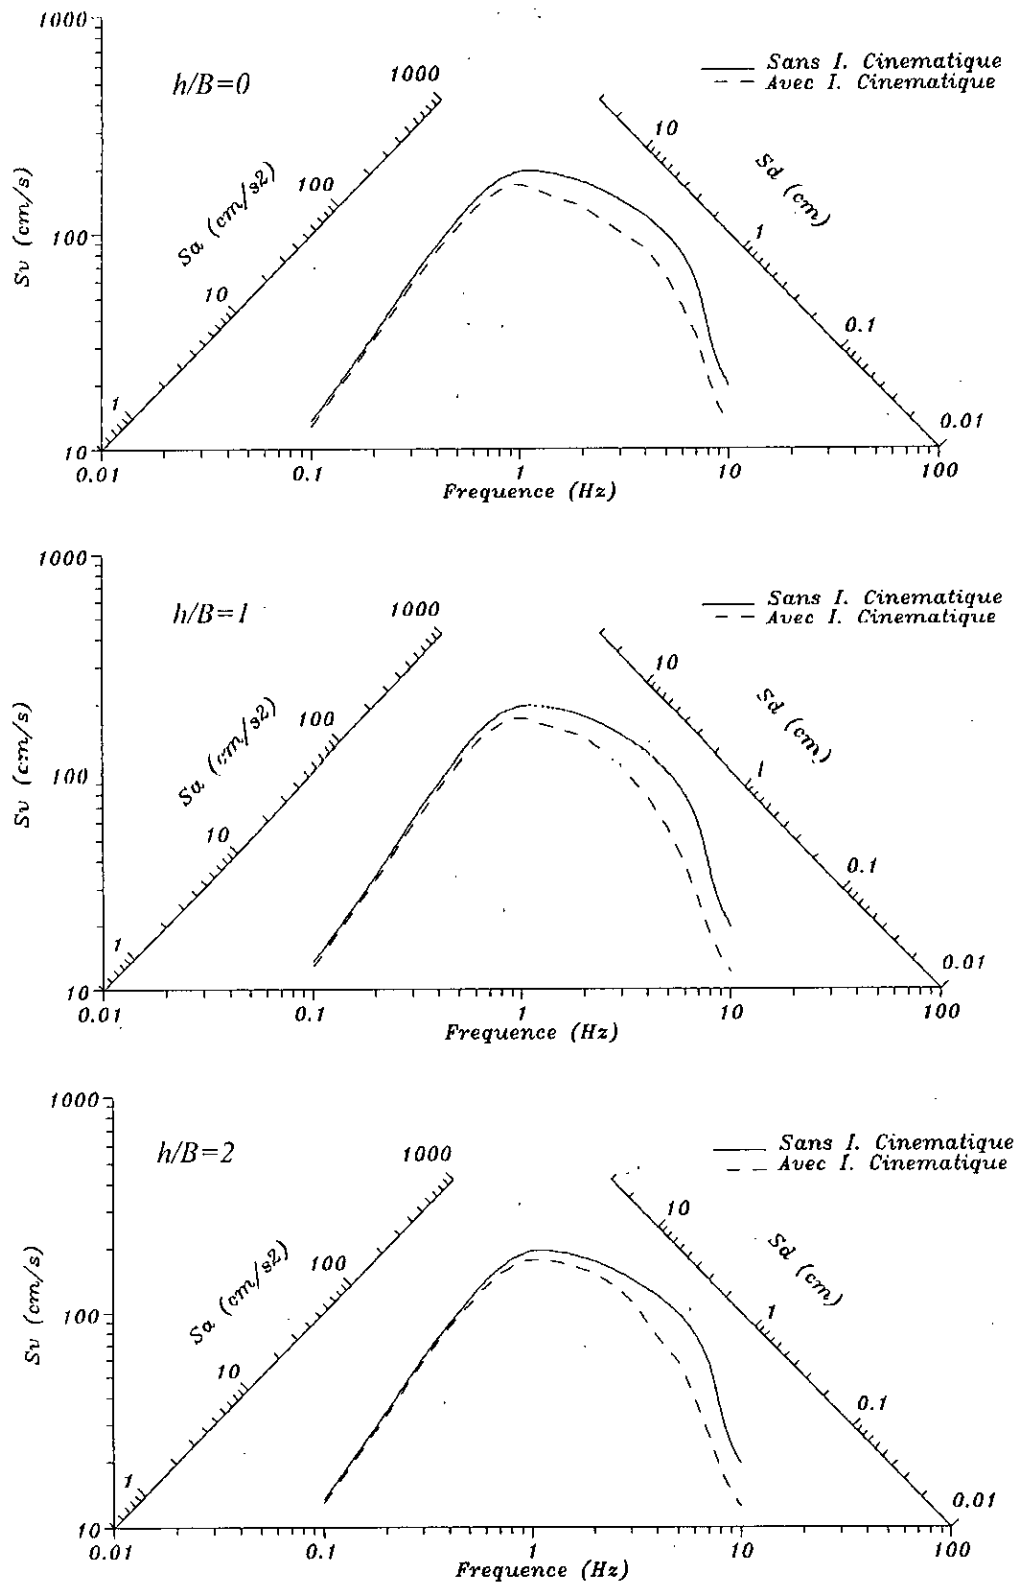 1000
h/B=0
1000
Sans I. Cinematique
Avec I. Cinematique
10
Sd (cm)
100
Sa (cm/s2)
Sv (cm/s)
100
1
10
0.1
1
0.01
10
0.01
0.1
1
10
100
Frequence (Hz)
1000
h/B=1
1000
Sans I. Cinematique
Avec I. Cinematique
10
Sd (cm)
100
Sa (cm/s2)
Sv (cm/s)
100
1
10
0.1
1
0.01
10
0.01
0.1
1
10
100
Frequence (Hz)
1000
h/B=2
1000
Sans I. Cinematique
Avec I. Cinematique
10
Sd (cm)
100
Sa (cm/s2)
Sv (cm/s)
100
1
10
0.1
1
0.01
10
0.01
0.1
1
10
100
Frequence (Hz)